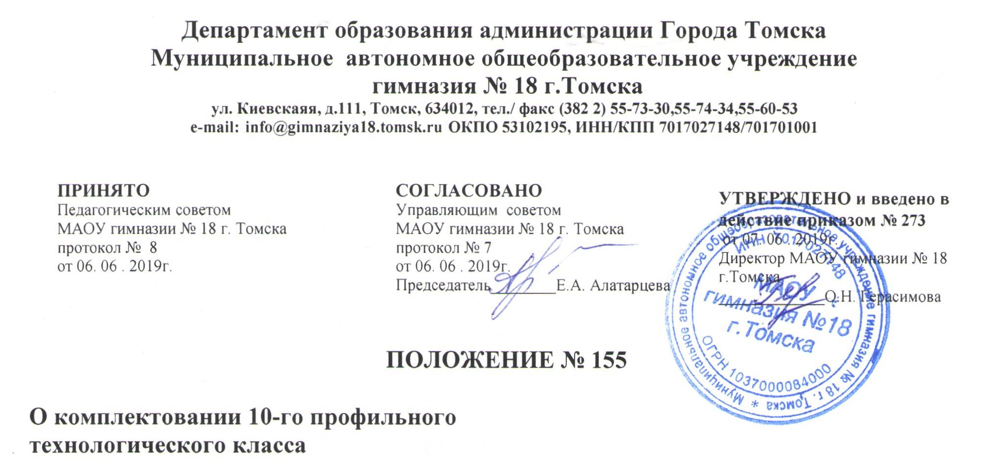 Департамент образования администрации Города Томска
Муниципальное автономное общеобразовательное учреждение
гимназия № 18 г.Томска
ул. Киевскаяя, д.111, Томск, 634012, тел./ факс (382 2) 55-73-30,55-74-34,55-60-53
e-mail: info@gimnaziya18.tomsk.ru ОКПО 53102195, ИНН/КПП 7017027148/701701001
ПРИНЯТО
Педагогическим советом
МАОУ гимназии № 18 г. Томска
протокол № 8
от 06. 06 . 2019г.
СОГЛАСОВАНО
Управляющим советом
МАОУ гимназии № 18 г. Томска
протокол № 7
от 06. 06 . 2019г.
Председатель________Е.А. Алатарцева
УТВЕРЖДЕНО и введено в
действие приказом № 273
от 07. 06 . 2019г.
Директор МАОУ гимназии № 18
г.Томска
_____________О.Н. Герасимова
Муниципальное автономное общеобразовательное учреждение гимназия № 18 г. Томска *
ИНН 7017027148
МАОУ
гимназия №18
г.Томска
ОГРН 1037000084000
ПОЛОЖЕНИЕ № 155
О комплектовании 10-го профильного
технологического класса